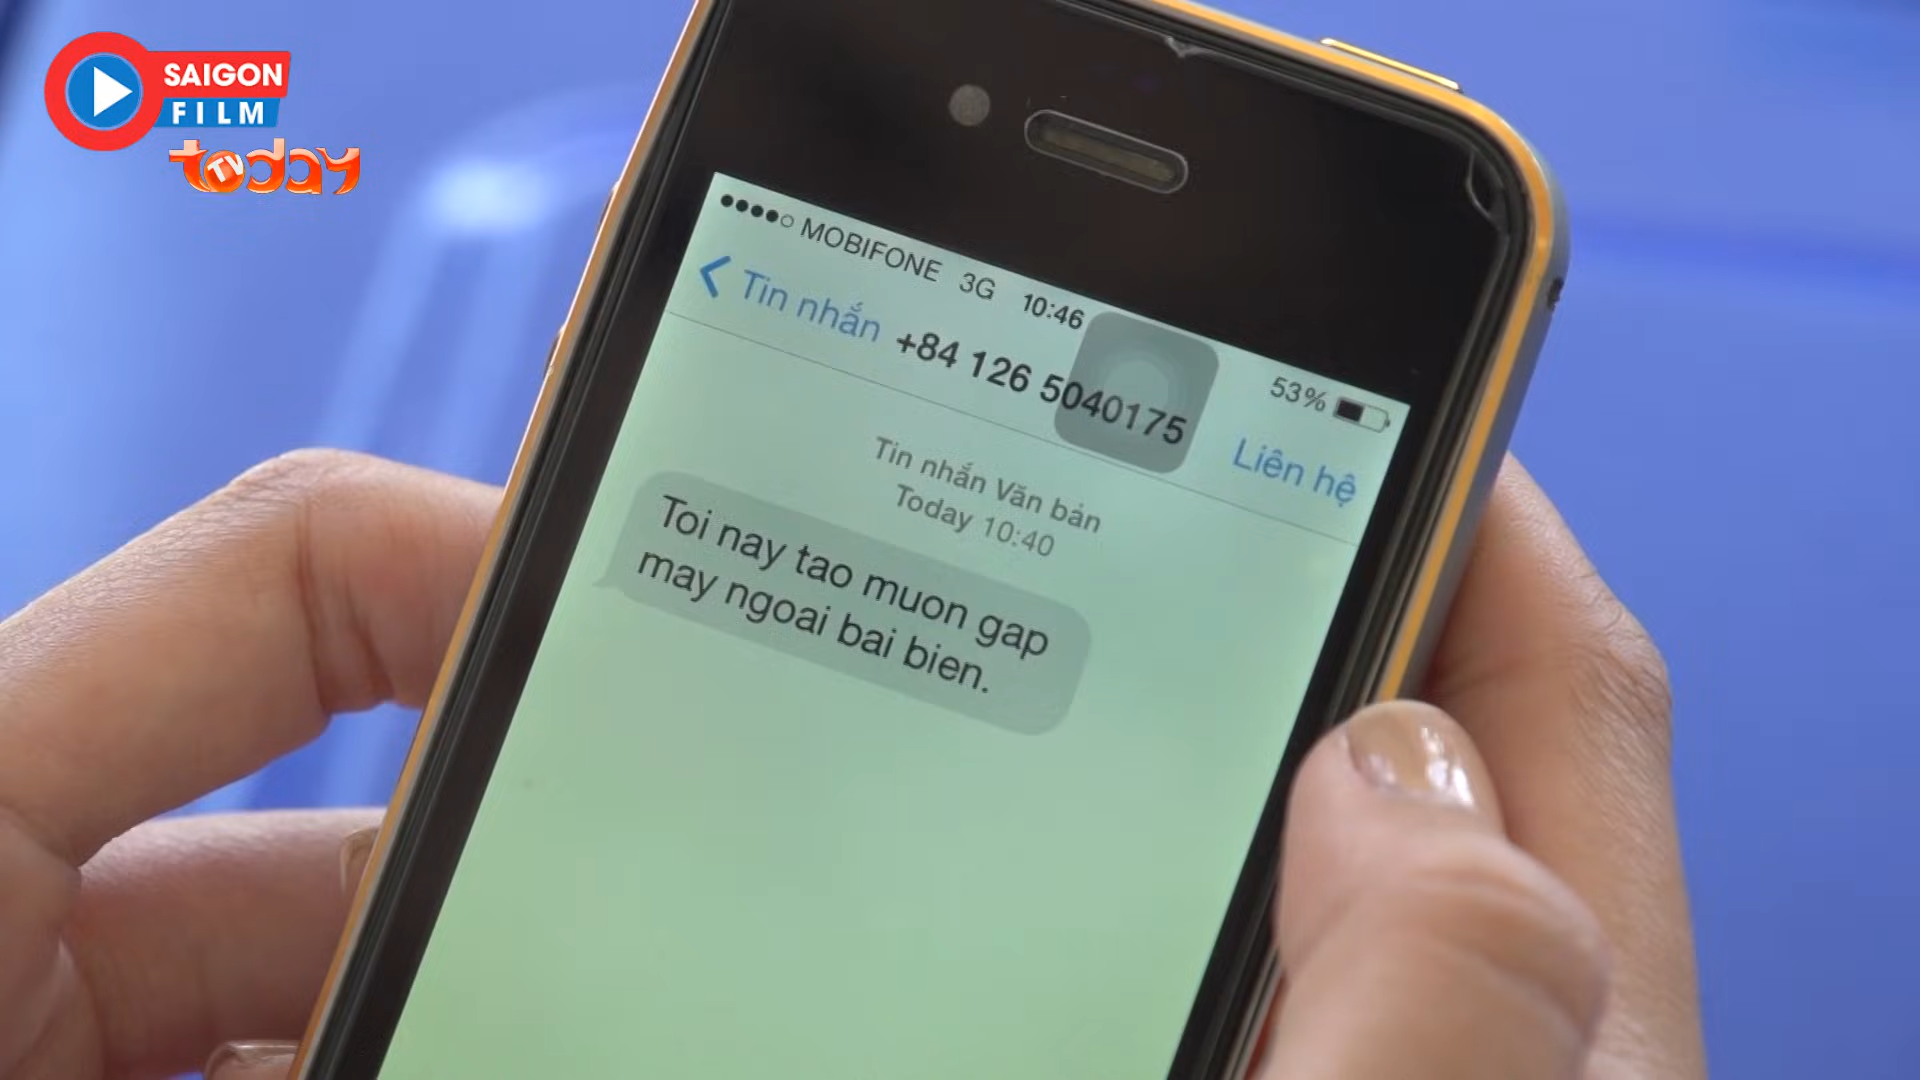 SAIGON
FILM
TV
today
MOBIFONE 3G 10:46 53%
Tin nhắn +84 126 5040175 Liên hệ
Tin nhắn Văn bản
Today 10:40
Toi nay tao muon gap
may ngoai bai bien.